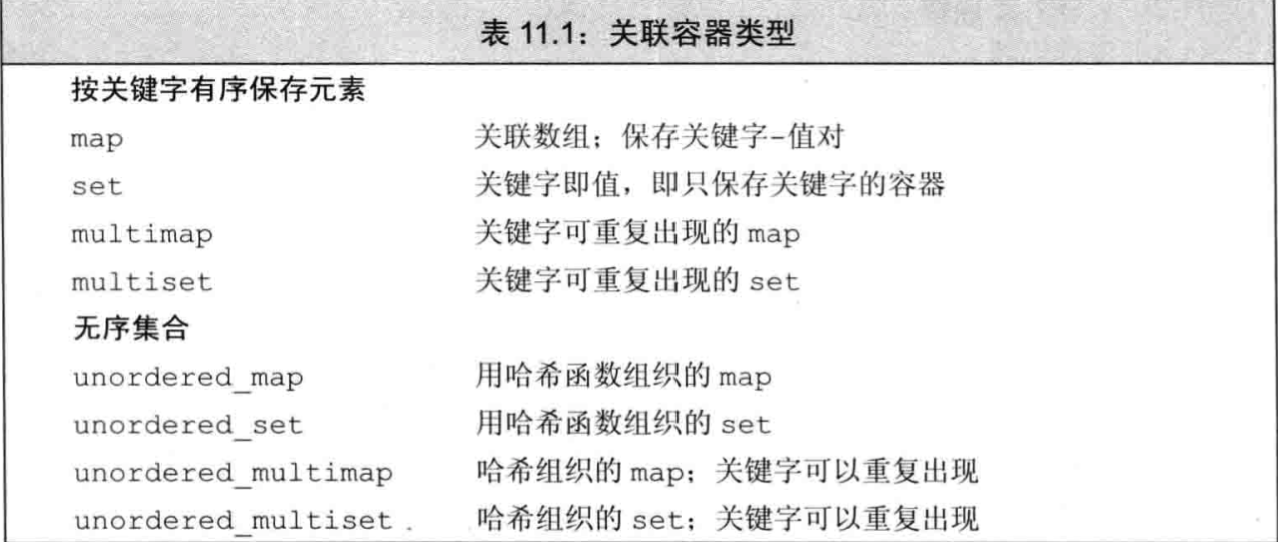 表 11.1：关联容器类型
按关键字有序保存元素
map 关联数组；保存关键字-值对
set 关键字即值，即只保存关键字的容器
multimap 关键字可重复出现的 map
multiset 关键字可重复出现的 set
无序集合
unordered_map 用哈希函数组织的 map
unordered_set 用哈希函数组织的 set
unordered_multimap 哈希组织的 map；关键字可以重复出现
unordered_multiset 哈希组织的 set；关键字可以重复出现